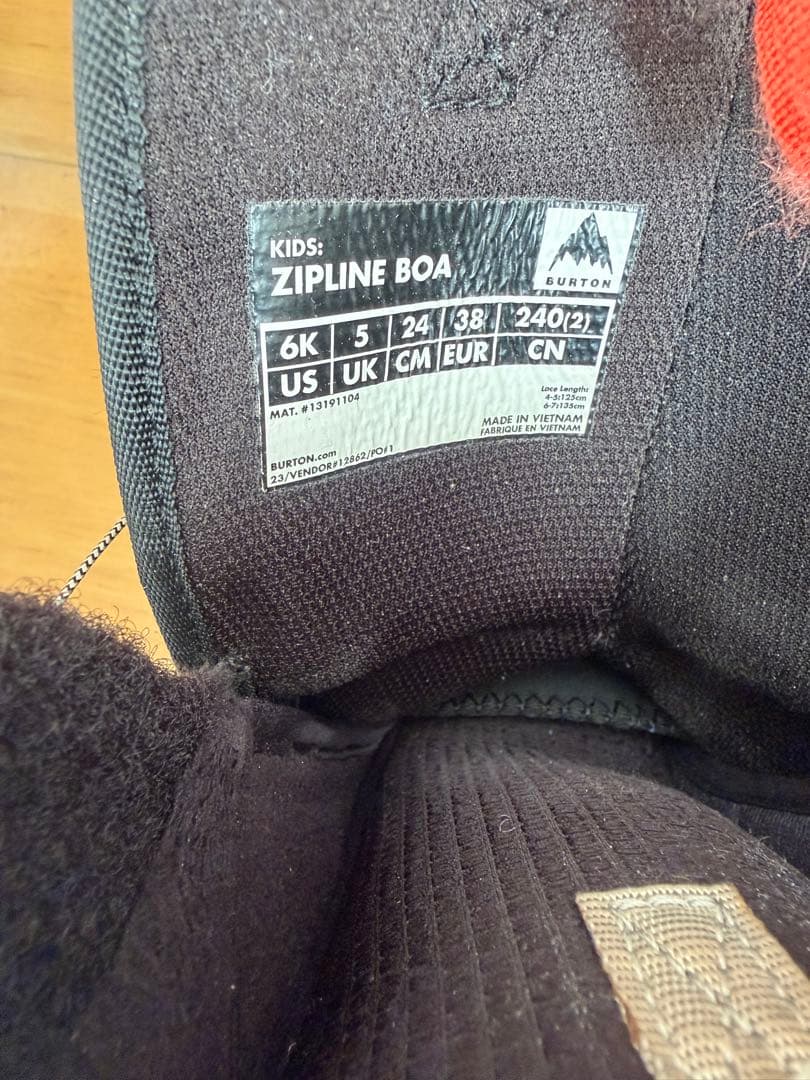 KIDS:
ZIPLINE BOA
BURTON
6K 5 24 38 240(2)
US UK CM EUR CN
MAT. #13191104
Lace Length:
4-5:125cm
6-7:135cm
MADE IN VIETNAM
FABRIQUE EN VIETNAM
BURTON.com
23/VENDOR#12862/PO#1